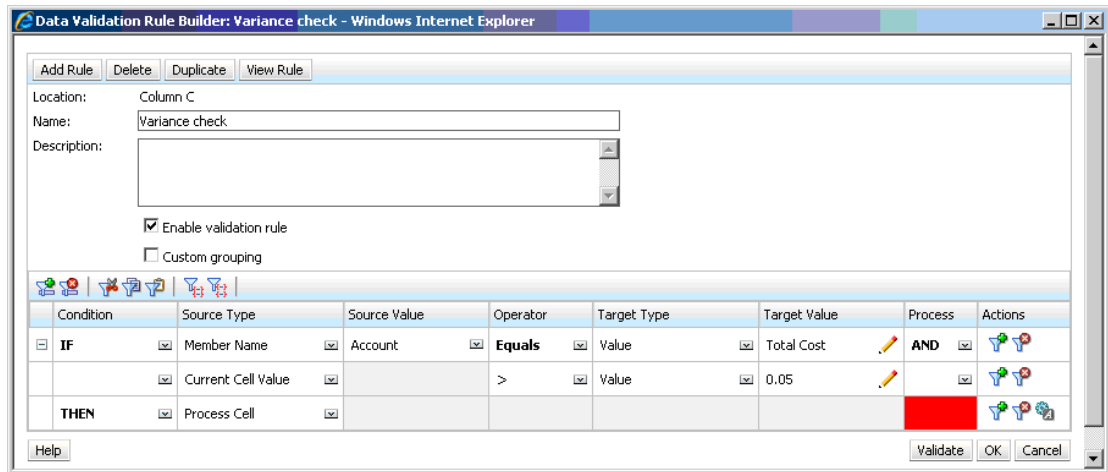 Data Validation Rule Builder: Variance check - Windows Internet Explorer
Add Rule Delete Duplicate View Rule
Location: Column C
Name: Variance check
Description:
Enable validation rule
Custom grouping
Condition Source Type Source Value Operator Target Type Target Value Process Actions
IF Member Name Account Equals Value Total Cost AND
Current Cell Value > Value 0.05
THEN Process Cell
Help Validate OK Cancel